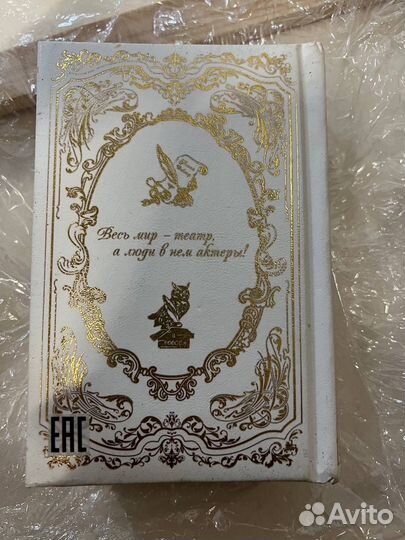 Весь мир – театр,
а люди в нем актеры!
EAC
Avito